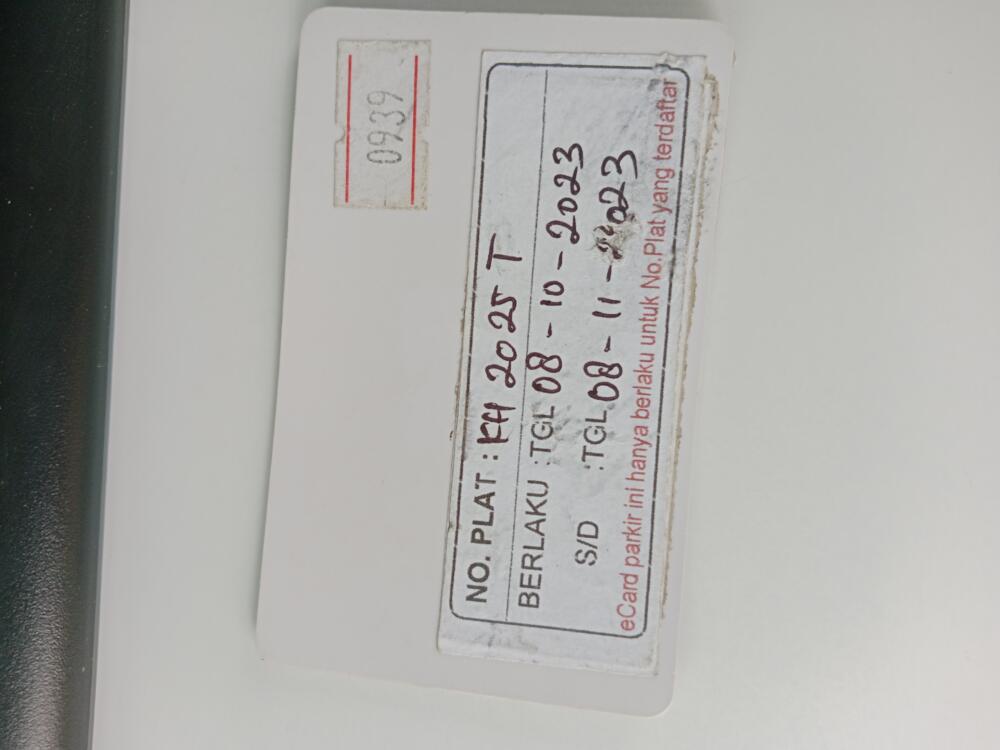 0939
NO. PLAT : KH 2025 T
BERLAKU :TGL 08 - 10 - 2023
S/D :TGL 08 - 11 - 2023
eCard parkir ini hanya berlaku untuk No.Plat yang terdaftar